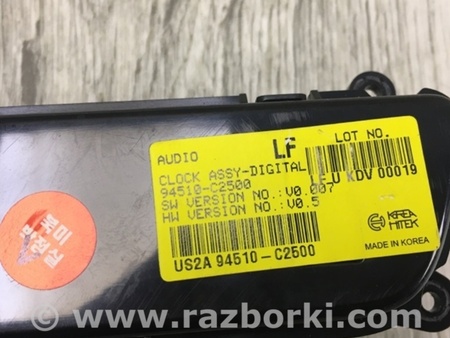 AUDIO
LF
LOT NO.
CLOCK ASSY-DIGITAL
94510-C2500
LF U KDV 00019
SW VERSION NO.:V0.007
HW VERSION NO.:V0.5
KOREA
HITEK
US2A 94510-C2500
MADE IN KOREA
www.razborki.com